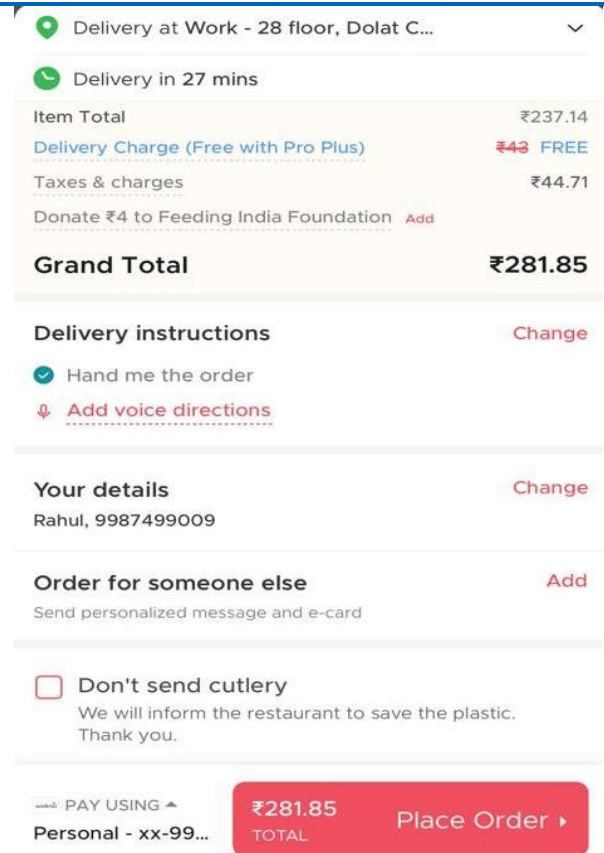 Delivery at Work - 28 floor, Dolat C...
Delivery in 27 mins
Item Total ₹237.14
Delivery Charge (Free with Pro Plus) ₹43 FREE
Taxes & charges ₹44.71
Donate ₹4 to Feeding India Foundation Add
Grand Total ₹281.85
Delivery instructions Change
Hand me the order
Add voice directions
Your details Change
Rahul, 9987499009
Order for someone else Add
Send personalized message and e-card
Don't send cutlery
We will inform the restaurant to save the plastic.
Thank you.
PAY USING ₹281.85 Place Order
Personal - xx-99... TOTAL